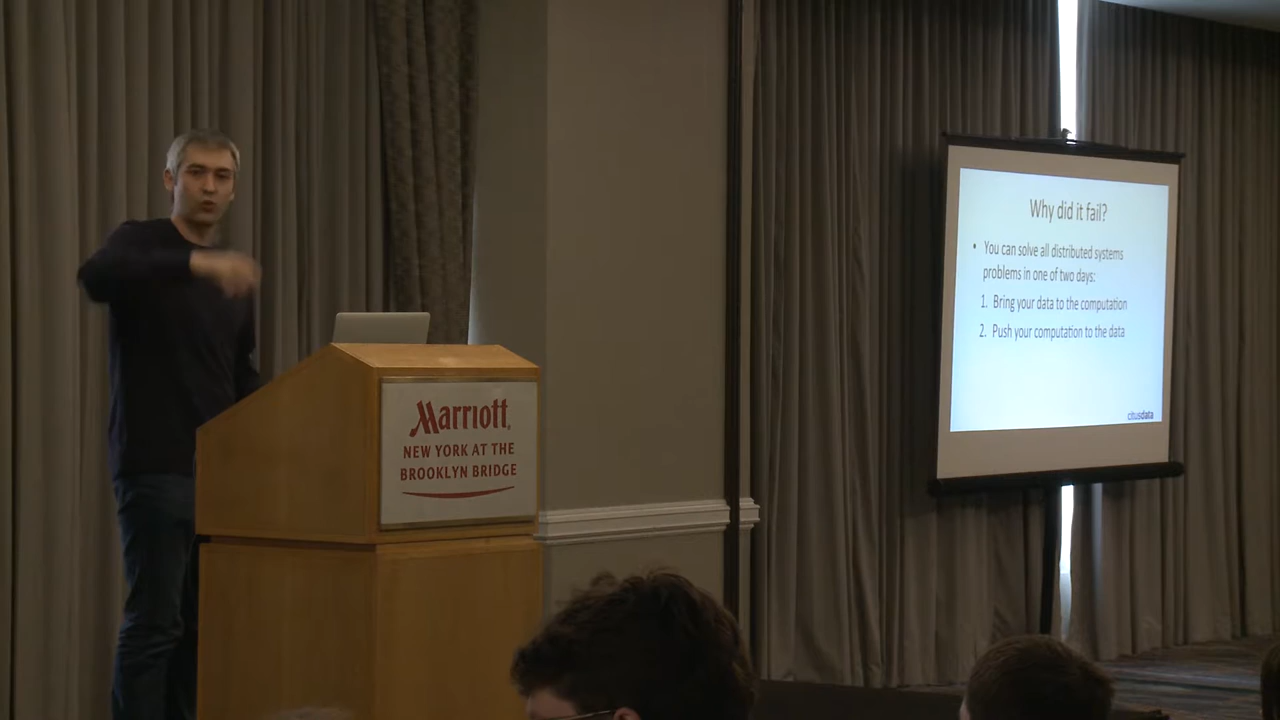 Marriott
NEW YORK AT THE
BROOKLYN BRIDGE
Why did it fail?
• You can solve all distributed systems
problems in one of two days:
1. Bring your data to the computation
2. Push your computation to the data
citusdata